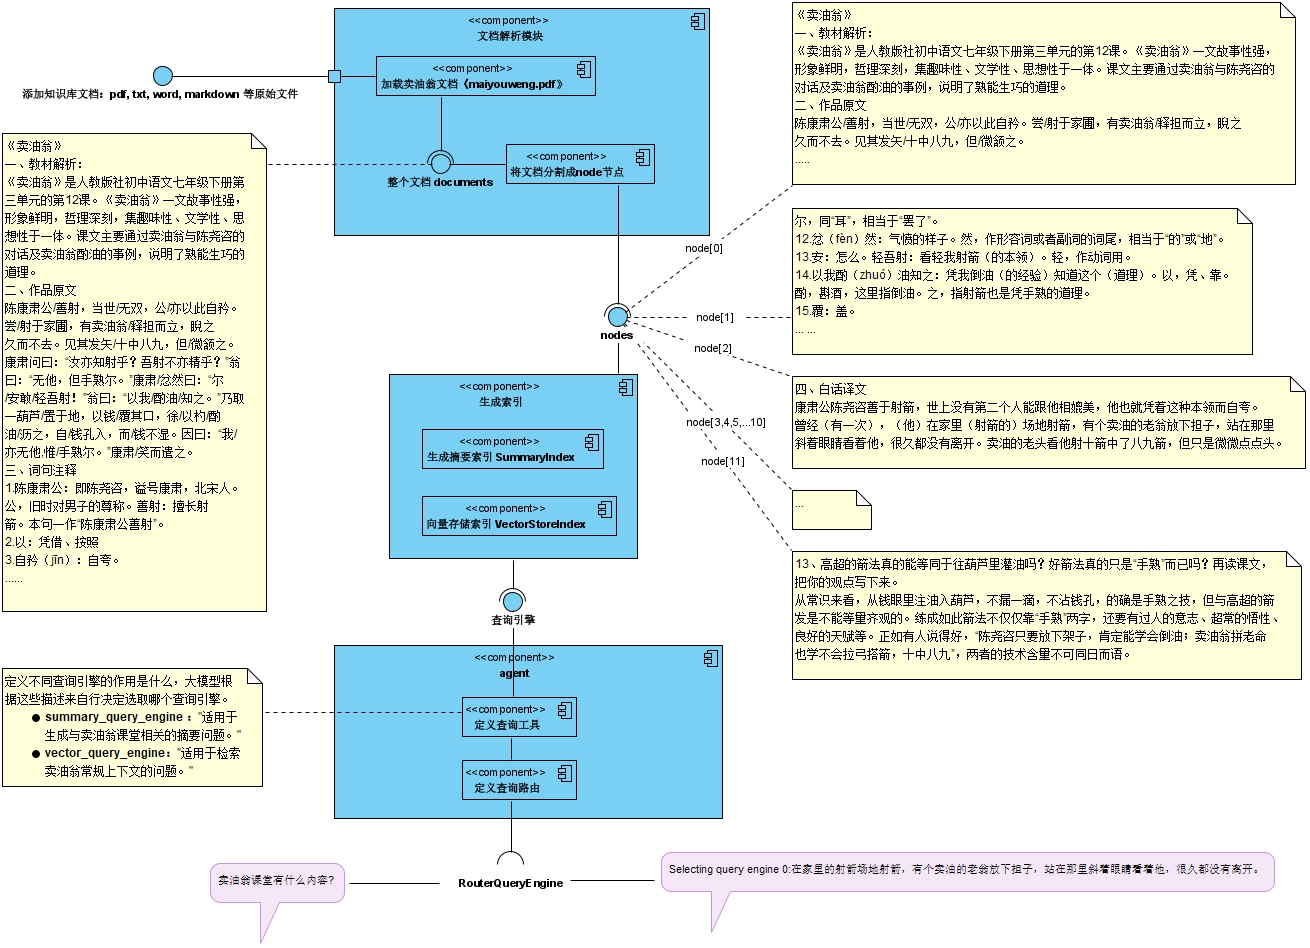 <<component>>
文档解析模块
<<component>>
加载卖油翁文档《maiyouweng.pdf》
添加知识库文档：pdf, txt, word, markdown 等原始文件
整个文档 documents
<<component>>
将文档分割成node节点
《卖油翁》
一、教材解析：
《卖油翁》是人教版社初中语文七年级下册第
三单元的第12课。《卖油翁》一文故事性强，
形象鲜明，哲理深刻，集趣味性、文学性、思
想性于一体。课文主要通过卖油翁与陈尧咨的
对话及卖油翁酌油的事例，说明了熟能生巧的
道理。
二、作品原文
陈康肃公/善射，当世/无双，公/亦以此自矜。
尝/射于家圃，有卖油翁/释担而立，睨之
久而不去。见其发矢/十中八九，但/微颔之。
康肃问曰：“汝亦知射乎？吾射不亦精乎？”翁
曰：“无他，但手熟尔。”康肃/忿然曰：“尔
/安敢/轻吾射！”翁曰：“以我/酌油/知之。”乃取
一葫芦/置于地，以钱/覆其口，徐/以杓/酌
油/沥之，自/钱孔入，而/钱不湿。因曰：“我/
亦无他,惟/手熟尔。”康肃/笑而遣之。
三、词句注释
1.陈康肃公：即陈尧咨，谥号康肃，北宋人。
公，旧时对男子的尊称。善射：擅长射
箭。本句一作“陈康肃公善射”。
2.以：凭借、按照
3.自矜（jīn）：自夸。
......
《卖油翁》
一、教材解析：
《卖油翁》是人教版社初中语文七年级下册第三单元的第12课。《卖油翁》一文故事性强，
形象鲜明，哲理深刻，集趣味性、文学性、思想性于一体。课文主要通过卖油翁与陈尧咨的
对话及卖油翁酌油的事例，说明了熟能生巧的道理。
二、作品原文
陈康肃公/善射，当世/无双，公/亦以此自矜。尝/射于家圃，有卖油翁/释担而立，睨之
久而不去。见其发矢/十中八九，但/微颔之。
.....
node[0]
尔，同“耳”，相当于“罢了”。
12.忿（fèn）然：气愤的样子。然，作形容词或者副词的词尾，相当于“的”或“地”。
13.安：怎么。轻吾射：看轻我射箭（的本领）。轻，作动词用。
14.以我酌（zhuó）油知之：凭我倒油（的经验）知道这个（道理）。以，凭、靠。
酌，斟酒，这里指倒油。之，指射箭也是凭手熟的道理。
15.覆：盖。
... ...
node[1]
nodes
node[2]
四、白话译文
康肃公陈尧咨善于射箭，世上没有第二个人能跟他相媲美，他也就凭着这种本领而自夸。
曾经（有一次），（他）在家里（射箭的）场地射箭，有个卖油的老翁放下担子，站在那里
斜着眼睛看着他，很久都没有离开。卖油的老头看他射十箭中了八九箭，但只是微微点点头。
node[3,4,5,...10]
...
node[11]
13、高超的箭法真的能等同于往葫芦里灌油吗？好箭法真的只是“手熟”而已吗？再读课文，
把你的观点写下来。
从常识来看，从钱眼里注油入葫芦，不漏一滴，不沾钱孔，的确是手熟之技，但与高超的箭
发是不能等量齐观的。练成如此箭法不仅仅靠“手熟”两字，还要有过人的意志、超常的悟性、
良好的天赋等。正如有人说得好，“陈尧咨只要放下架子，肯定能学会倒油；卖油翁拼老命
也学不会拉弓搭箭，十中八九”，两者的技术含量不可同日而语。
<<component>>
生成索引
<<component>>
生成摘要索引 SummaryIndex
<<component>>
向量存储索引 VectorStoreIndex
查询引擎
<<component>>
agent
<<component>>
定义查询工具
<<component>>
定义查询路由
定义不同查询引擎的作用是什么，大模型根
据这些描述来自行决定选取哪个查询引擎。
● summary_query_engine ："适用于
生成与卖油翁课堂相关的摘要问题。"
● vector_query_engine："适用于检索
卖油翁常规上下文的问题。"
卖油翁课堂有什么内容?
RouterQueryEngine
Selecting query engine 0:在家里的射箭场地射箭，有个卖油的老翁放下担子，站在那里斜着眼睛看着他，很久都没有离开。